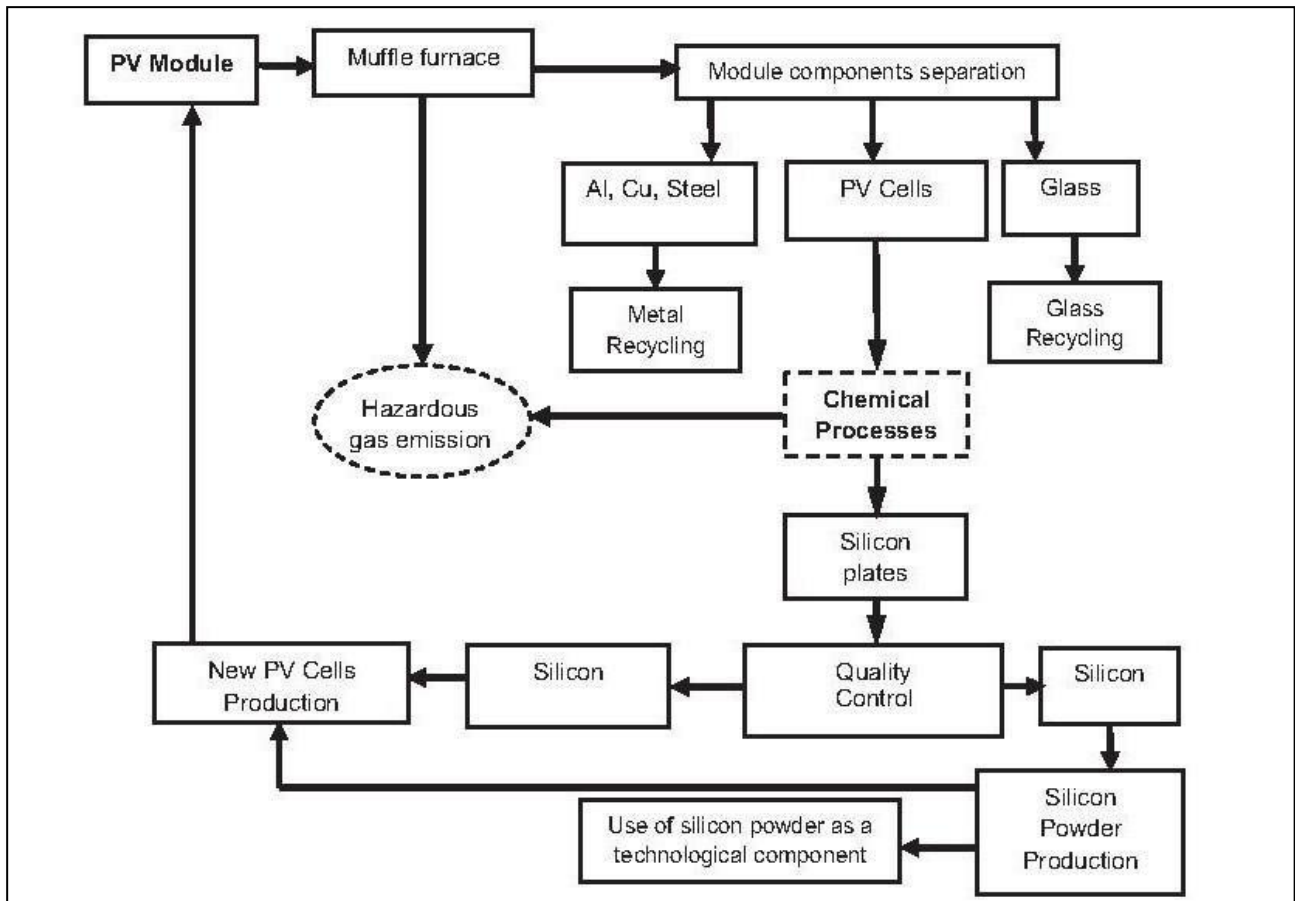 PV Module
Muffle furnace
Module components separation
Al, Cu, Steel
PV Cells
Glass
Metal
Recycling
Glass
Recycling
Hazardous
gas emission
Chemical
Processes
Silicon
plates
New PV Cells
Production
Silicon
Quality
Control
Silicon
Use of silicon powder as a
technological component
Silicon
Powder
Production